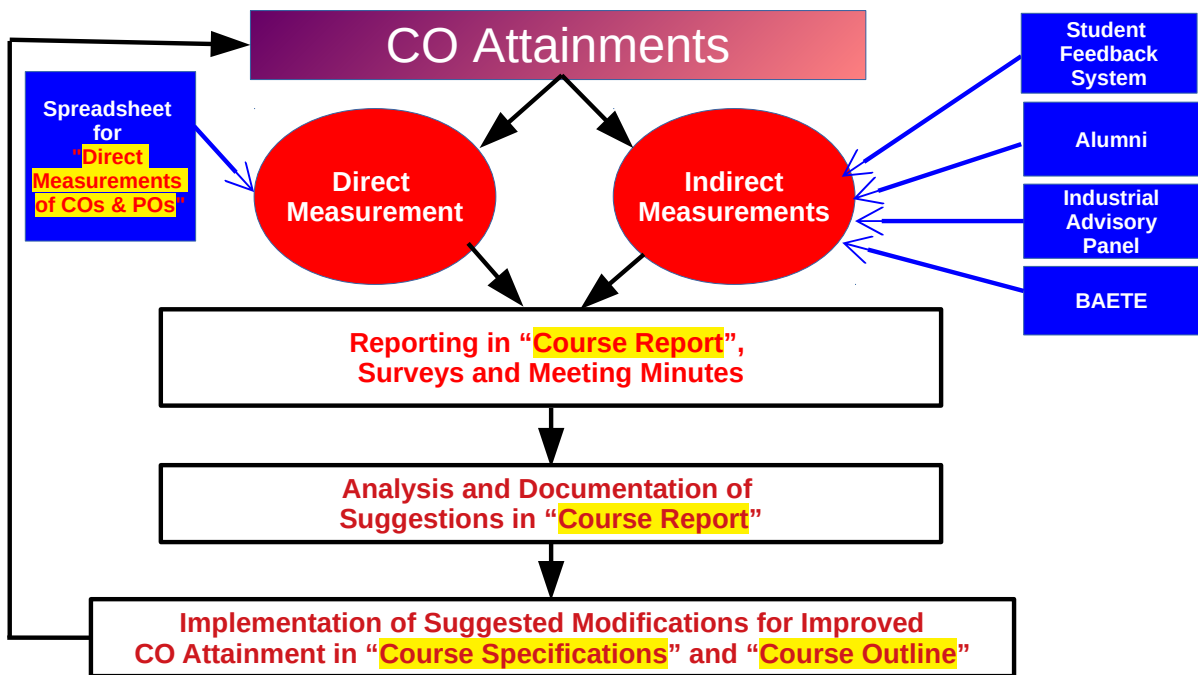 CO Attainments
Student
Feedback
System
Spreadsheet
for
"Direct
Measurements
of COs & POs"
Direct
Measurement
Indirect
Measurements
Alumni
Industrial
Advisory
Panel
BAETE
Reporting in “Course Report”,
Surveys and Meeting Minutes
Analysis and Documentation of
Suggestions in “Course Report”
Implementation of Suggested Modifications for Improved
CO Attainment in “Course Specifications” and “Course Outline”